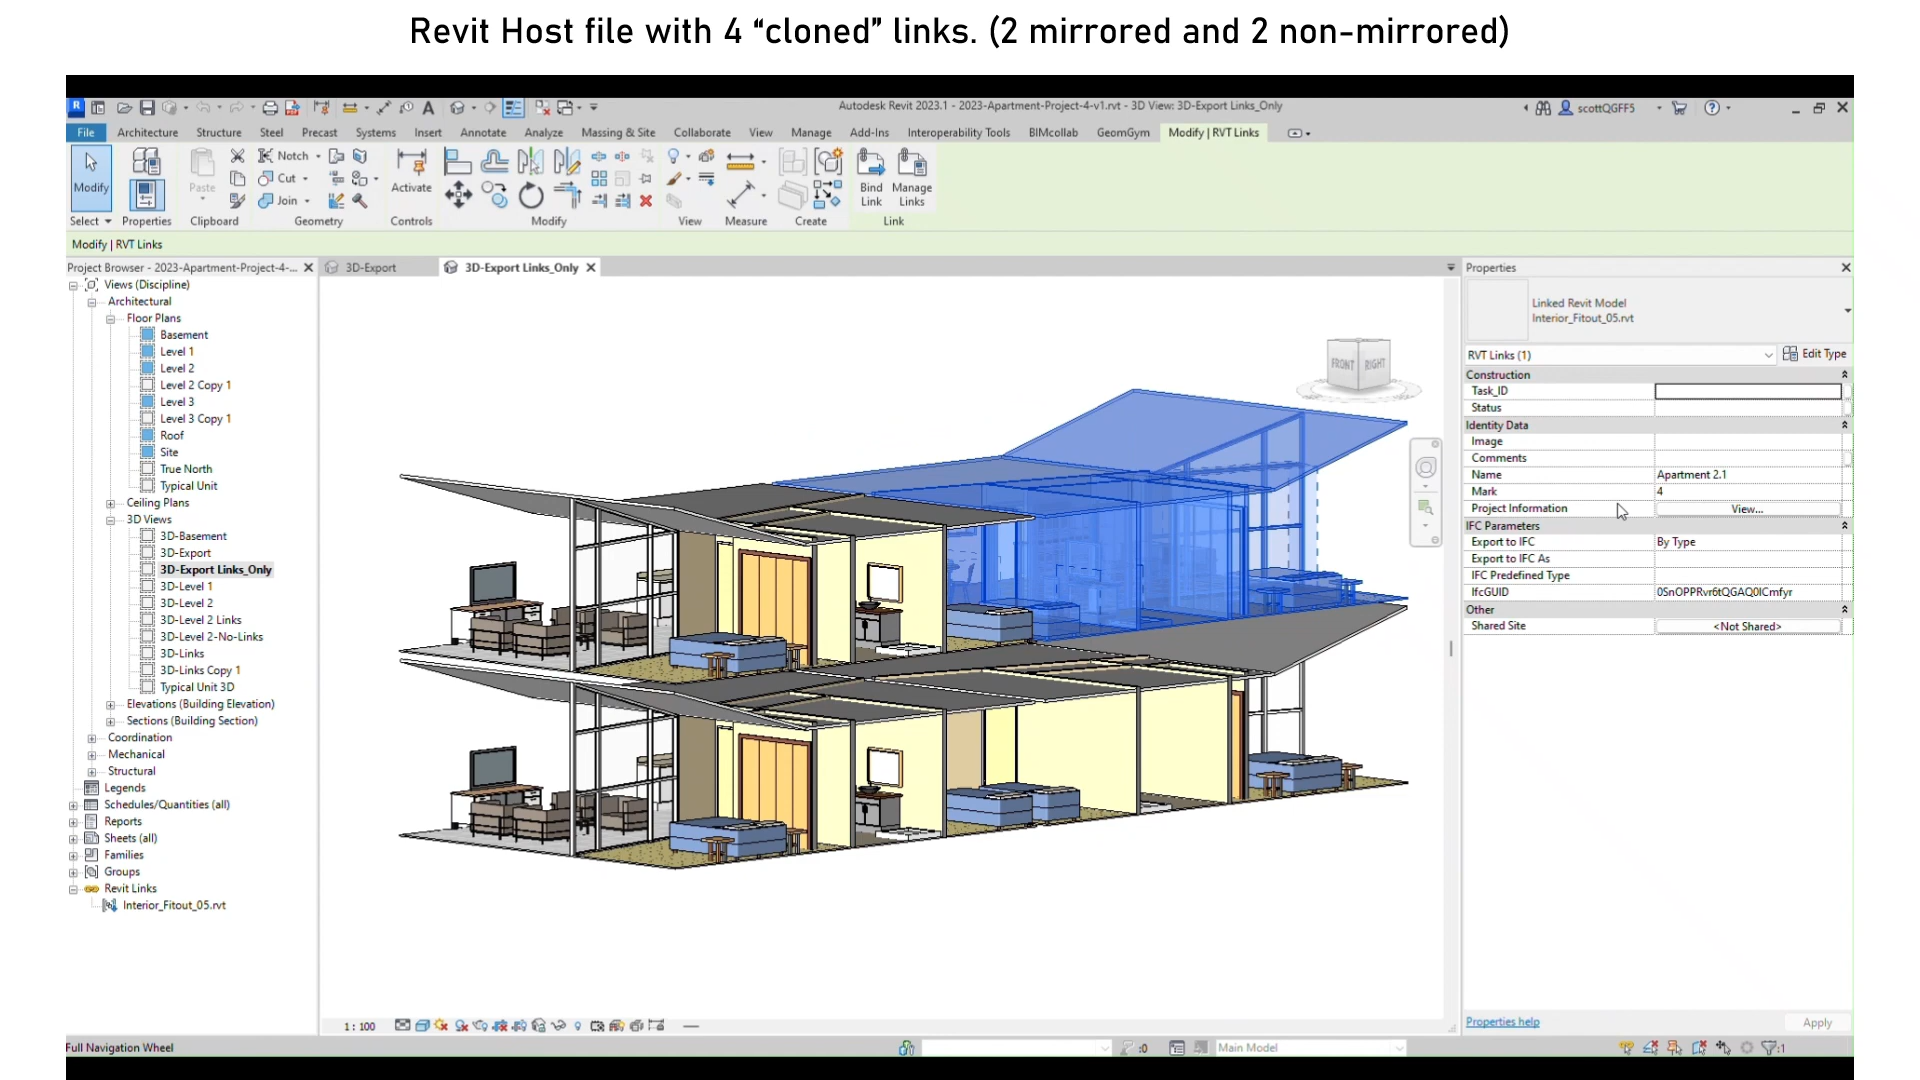 Revit Host file with 4 “cloned” links. (2 mirrored and 2 non-mirrored)
Autodesk Revit 2023.1 - 2023-Apartment-Project-4-v1.rvt - 3D View: 3D-Export Links_Only
scottQGFF5
File Architecture Structure Steel Precast Systems Insert Annotate Analyze Massing & Site Collaborate View Manage Add-Ins Interoperability Tools BIMcollab GeomGym Modify | RVT Links
Modify
Paste
Notch
Cut
Join
Activate
Bind Link
Manage Links
Select Properties Clipboard Geometry Controls Modify View Measure Create Link
Modify | RVT Links
Project Browser - 2023-Apartment-Project-4-...
3D-Export
3D-Export Links_Only
Views (Discipline)
Architectural
Floor Plans
Basement
Level 1
Level 2
Level 2 Copy 1
Level 3
Level 3 Copy 1
Roof
Site
True North
Typical Unit
Ceiling Plans
3D Views
3D-Basement
3D-Export
3D-Export Links_Only
3D-Level 1
3D-Level 2
3D-Level 2 Links
3D-Level 2-No-Links
3D-Links
3D-Links Copy 1
Typical Unit 3D
Elevations (Building Elevation)
Sections (Building Section)
Coordination
Mechanical
Structural
Legends
Schedules/Quantities (all)
Reports
Sheets (all)
Families
Groups
Revit Links
Interior_Fitout_05.rvt
FRONT RIGHT
Properties
Linked Revit Model
Interior_Fitout_05.rvt
RVT Links (1) Edit Type
Construction
Task_ID
Status
Identity Data
Image
Comments
Name Apartment 2.1
Mark 4
Project Information View...
IFC Parameters
Export to IFC By Type
Export to IFC As
IFC Predefined Type
IfcGUID 0SnOPPRvr6tQGAQ0ICmfyr
Other
Shared Site <Not Shared>
Properties help Apply
1 : 100
Full Navigation Wheel
:0
Main Model
:1